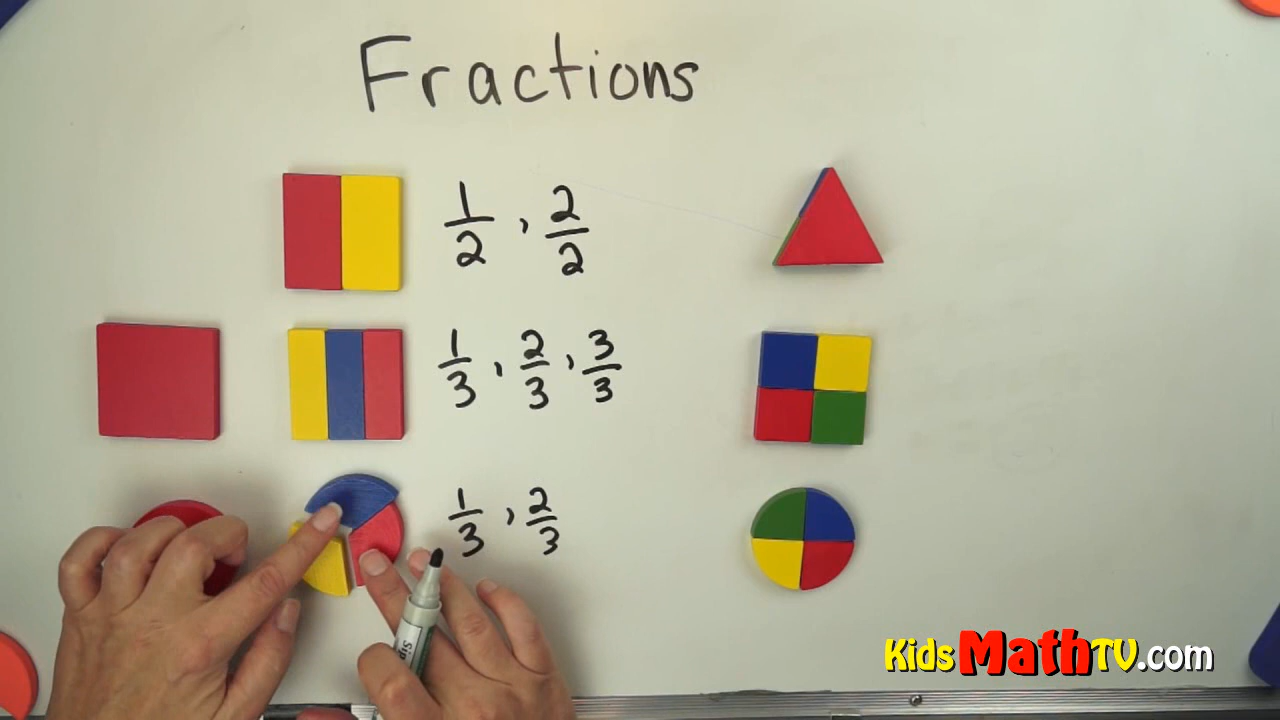 Fractions
1/2 , 2/2
1/3 , 2/3 , 3/3
1/3 , 2/3
KidsMathTV.com